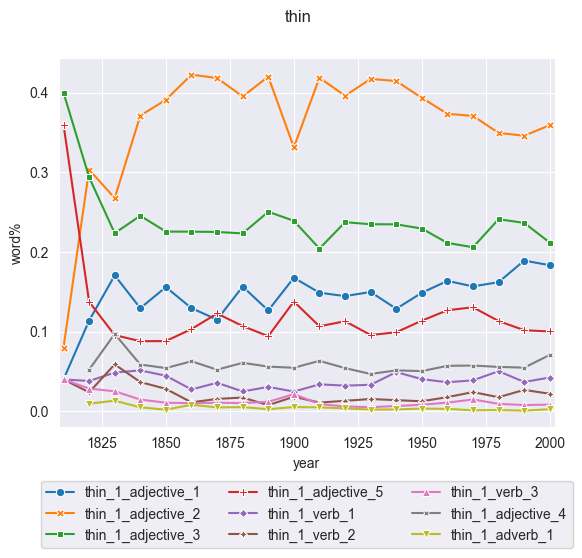 thin
word%
0.4
0.3
0.2
0.1
0.0
1825 1850 1875 1900 1925 1950 1975 2000
year
thin_1_adjective_1 thin_1_adjective_5 thin_1_verb_3
thin_1_adjective_2 thin_1_verb_1 thin_1_adjective_4
thin_1_adjective_3 thin_1_verb_2 thin_1_adverb_1